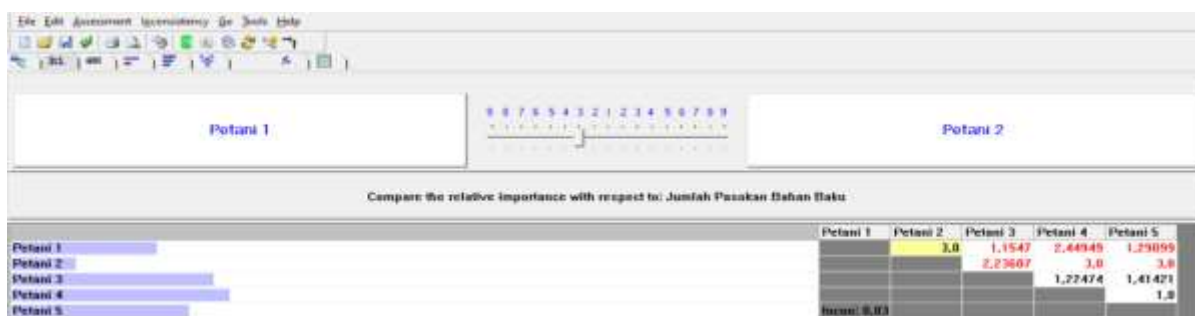 File Edit Assessment Inconsistency Go Tools Help
Petani 1
9 8 7 6 5 4 3 2 1 2 3 4 5 6 7 8 9
Petani 2
Compare the relative importance with respect to: Jumlah Pasokan Bahan Baku
Petani 1 Petani 2 Petani 3 Petani 4 Petani 5
Petani 1 3,0 1,1547 2,44949 1,29099
Petani 2 2,23607 3,0 3,0
Petani 3 1,22474 1,41421
Petani 4 1,0
Petani 5 Incon: 0,03